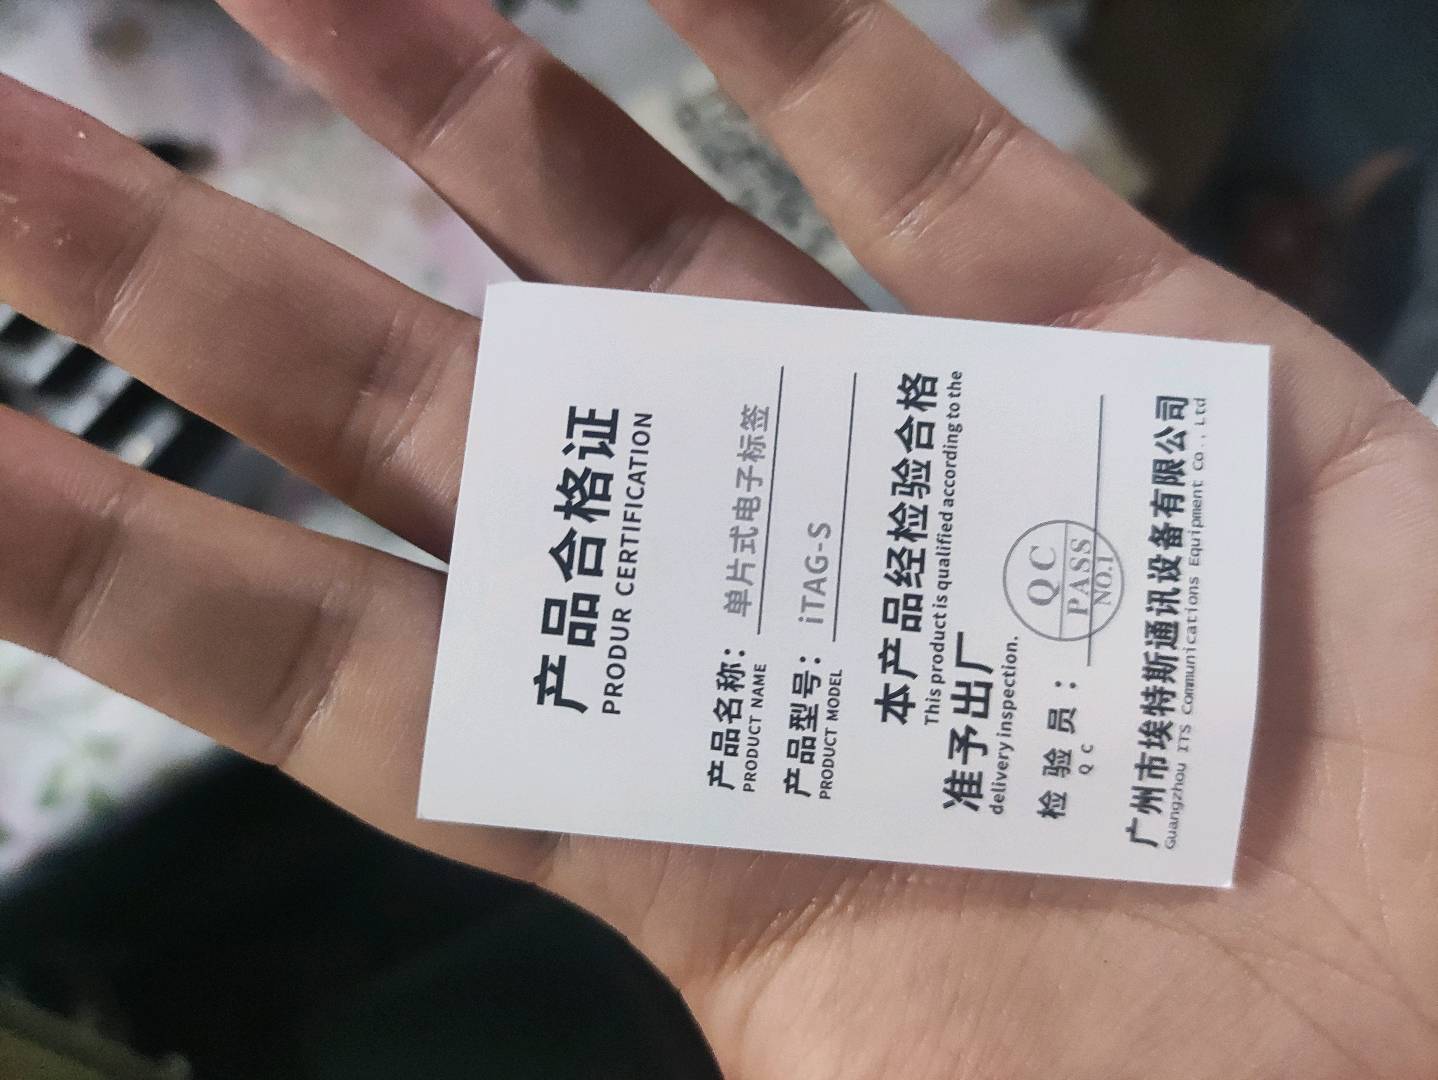 产品合格证
PRODUR CERTIFICATION
产品名称：单片式电子标签
PRODUCT NAME
产品型号：iTAG-S
PRODUCT MODEL
本产品经检验合格
This product is qualified according to the
准予出厂
delivery inspection.
检验员：
QC
QC
PASS
NO.1
广州市埃特斯通讯设备有限公司
Guangzhou ITS Communications Equipment Co., Ltd